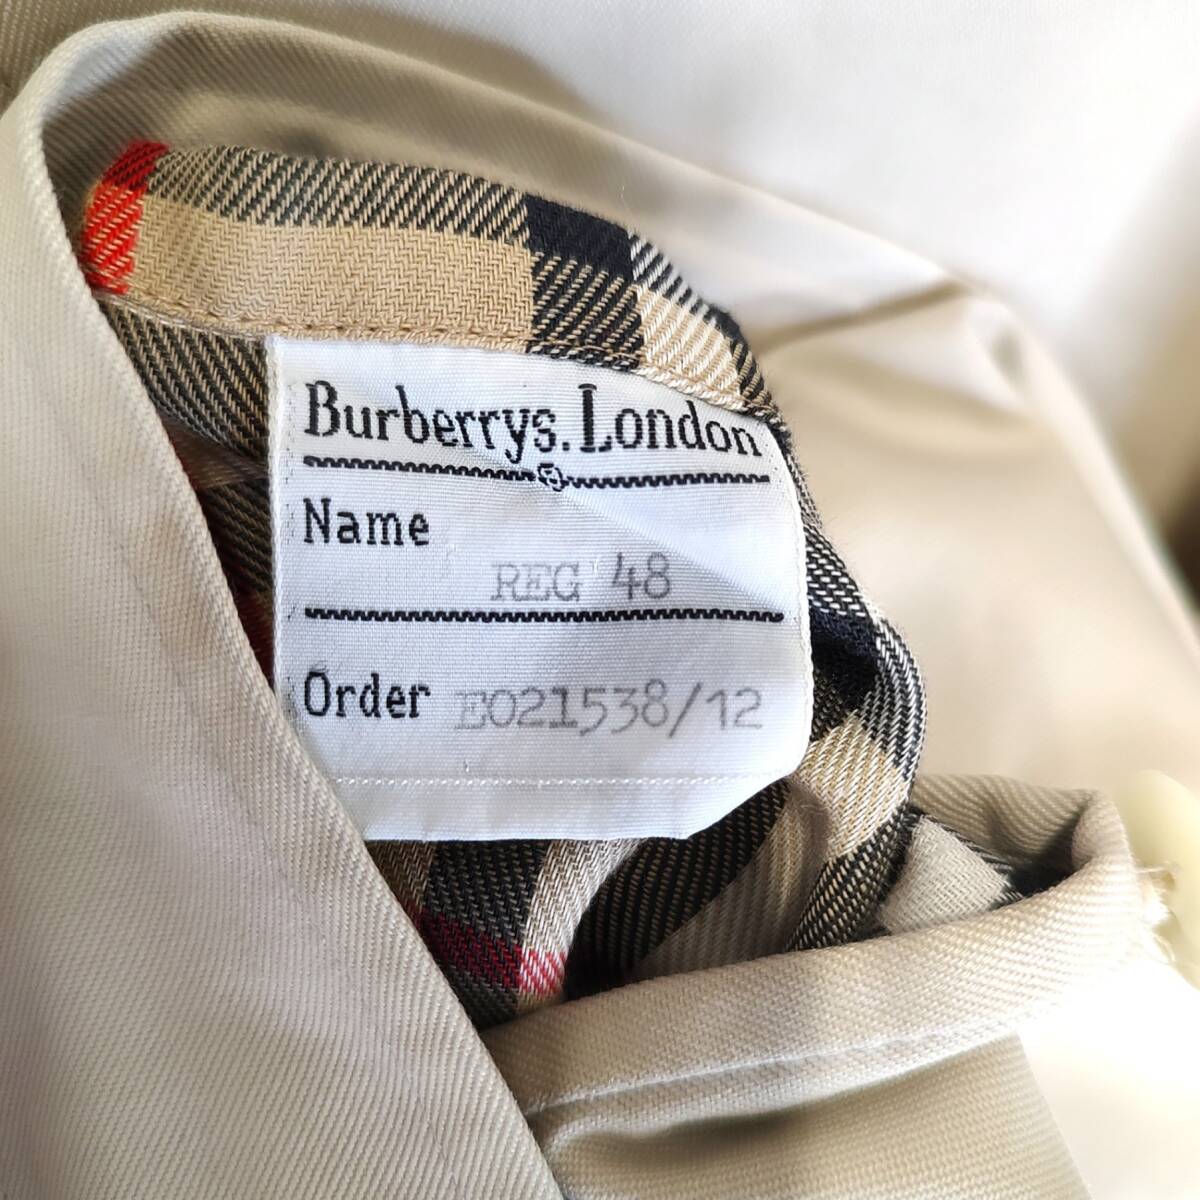 Burberrys. London
Name
REG 48
Order E021538/12